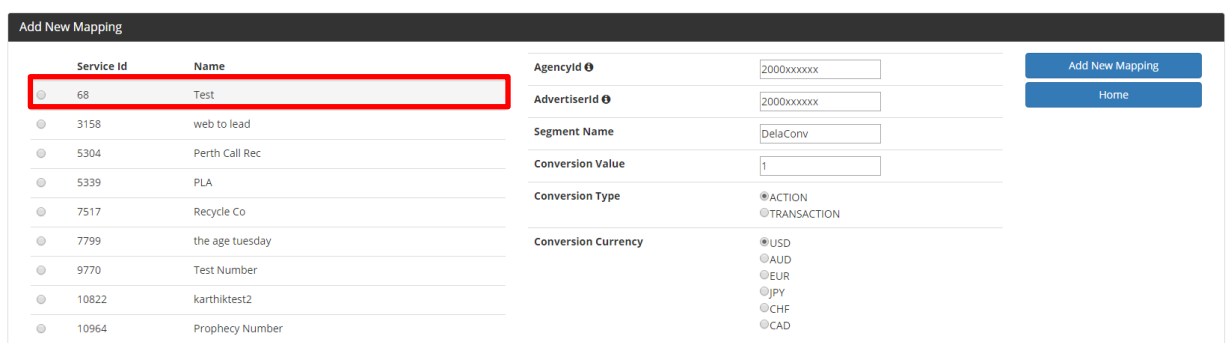 Add New Mapping
Service Id Name
68 Test
3158 web to lead
5304 Perth Call Rec
5339 PLA
7517 Recycle Co
7799 the age tuesday
9770 Test Number
10822 karthiktest2
10964 Prophecy Number
AgencyId 2000xxxxxx
AdvertiserId 2000xxxxxx
Segment Name DelaConv
Conversion Value 1
Conversion Type ACTION
TRANSACTION
Conversion Currency USD
AUD
EUR
JPY
CHF
CAD
Add New Mapping
Home